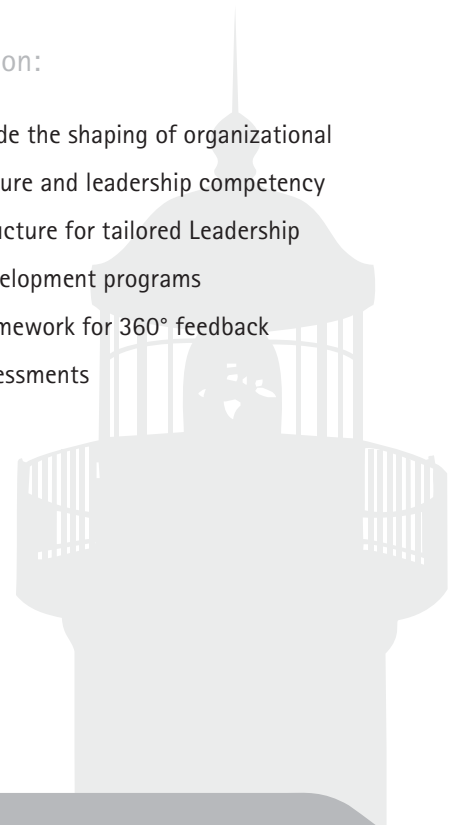 on:
de the shaping of organizational
ure and leadership competency
ucture for tailored Leadership
velopment programs
mework for 360° feedback
essments